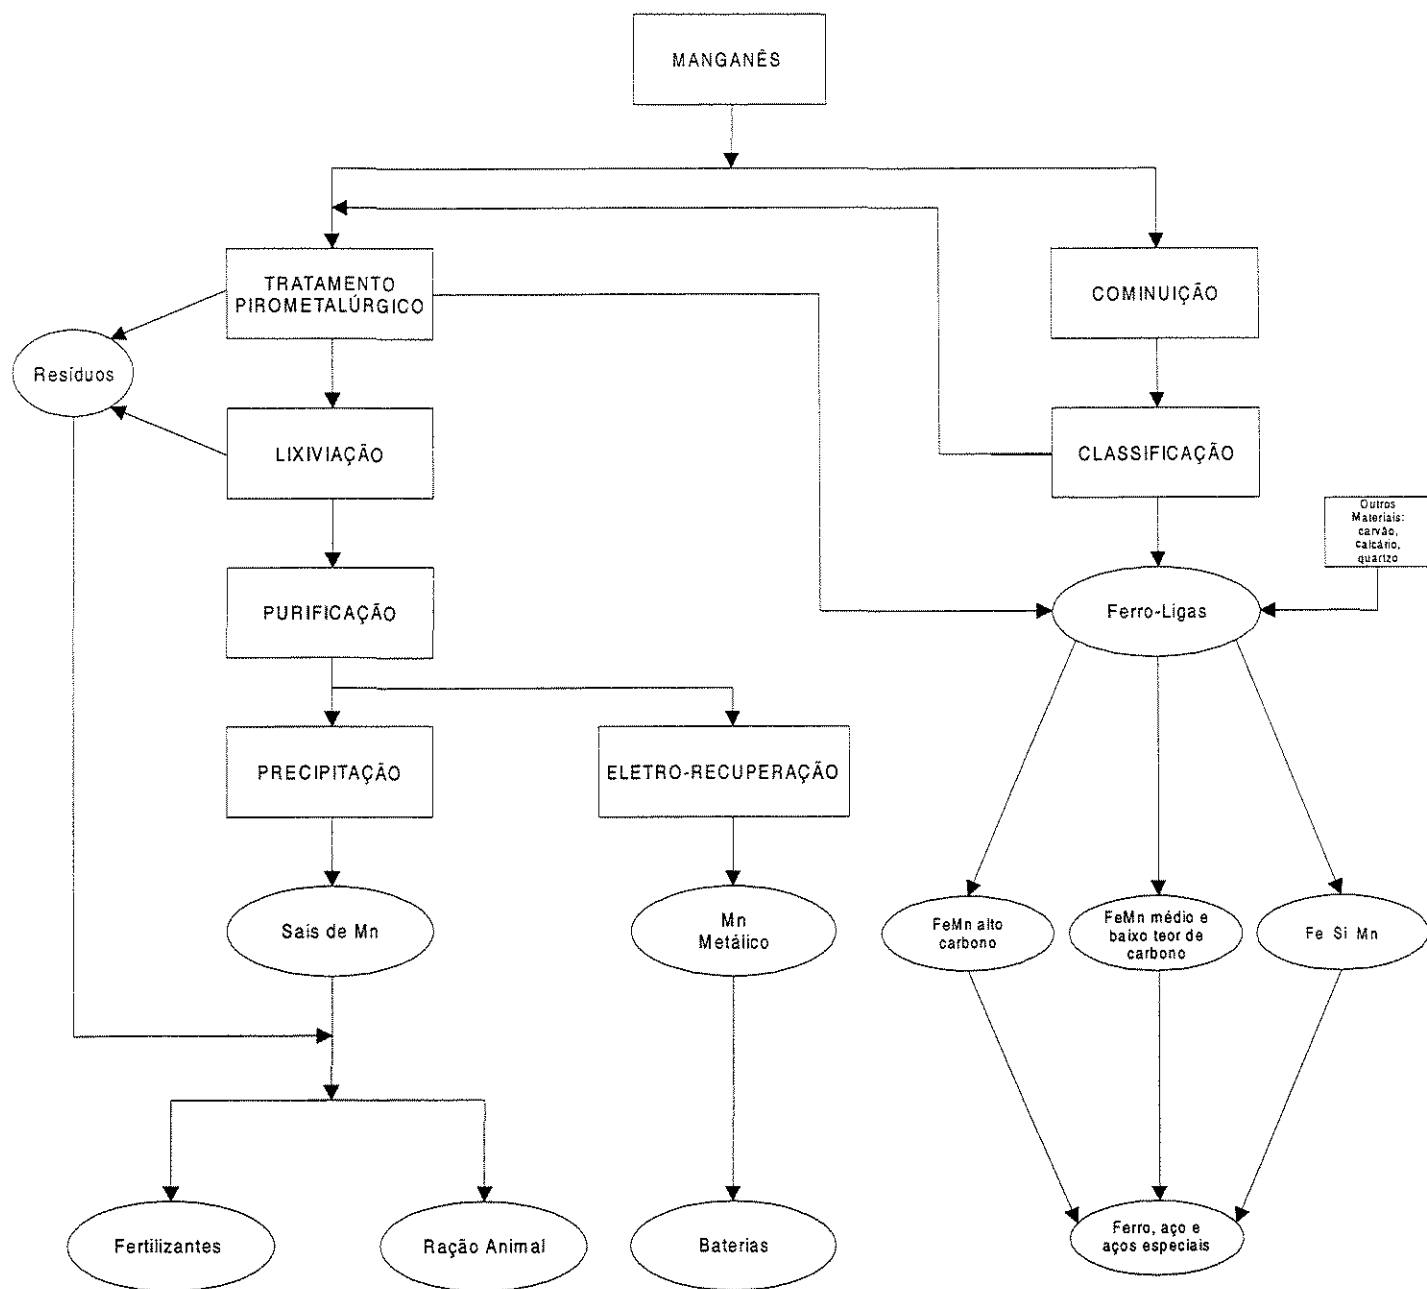 MANGANÊS
TRATAMENTO
PIROMETALÚRGICO
COMINUIÇÃO
Resíduos
LIXIVIAÇÃO
CLASSIFICAÇÃO
Outros
Materiais:
carvão,
calcário,
quartzo
PURIFICAÇÃO
Ferro-Ligas
PRECIPITAÇÃO
ELETRO-RECUPERAÇÃO
Sais de Mn
Mn
Metálico
FeMn alto
carbono
FeMn médio e
baixo teor de
carbono
Fe Si Mn
Fertilizantes
Ração Animal
Baterias
Ferro, aço e
aços especiais